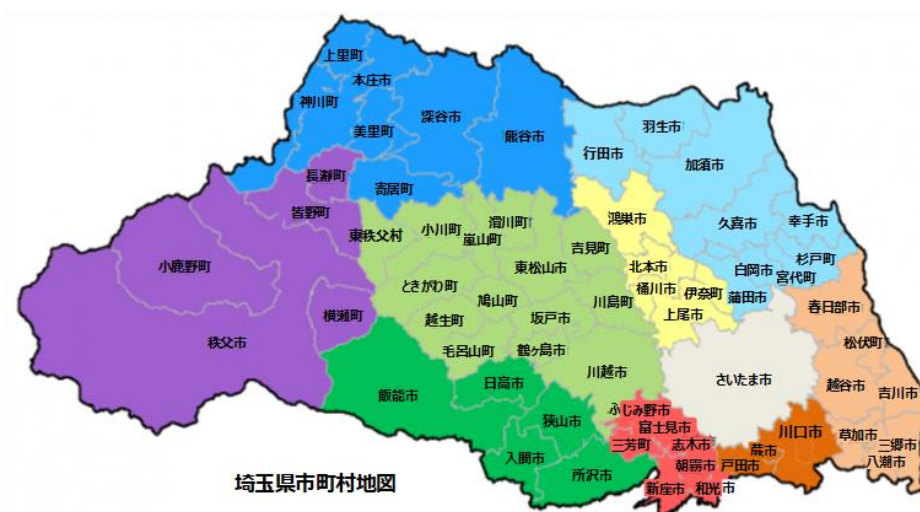 上里町
本庄市
神川町
美里町
深谷市
熊谷市
寄居町
長瀞町
皆野町
小鹿野町
秩父市
横瀬町
東秩父村
小川町
嵐山町
滑川町
吉見町
東松山市
ときがわ町
鳩山町
川島町
越生町
坂戸市
毛呂山町
鶴ヶ島市
川越市
行田市
羽生市
加須市
久喜市
幸手市
白岡市
杉戸町
宮代町
蓮田市
鴻巣市
北本市
桶川市
伊奈町
上尾市
さいたま市
春日部市
松伏町
越谷市
吉川市
草加市
三郷市
八潮市
川口市
蕨市
戸田市
ふじみ野市
富士見市
三芳町
志木市
朝霞市
新座市
和光市
飯能市
日高市
狭山市
入間市
所沢市
埼玉県市町村地図